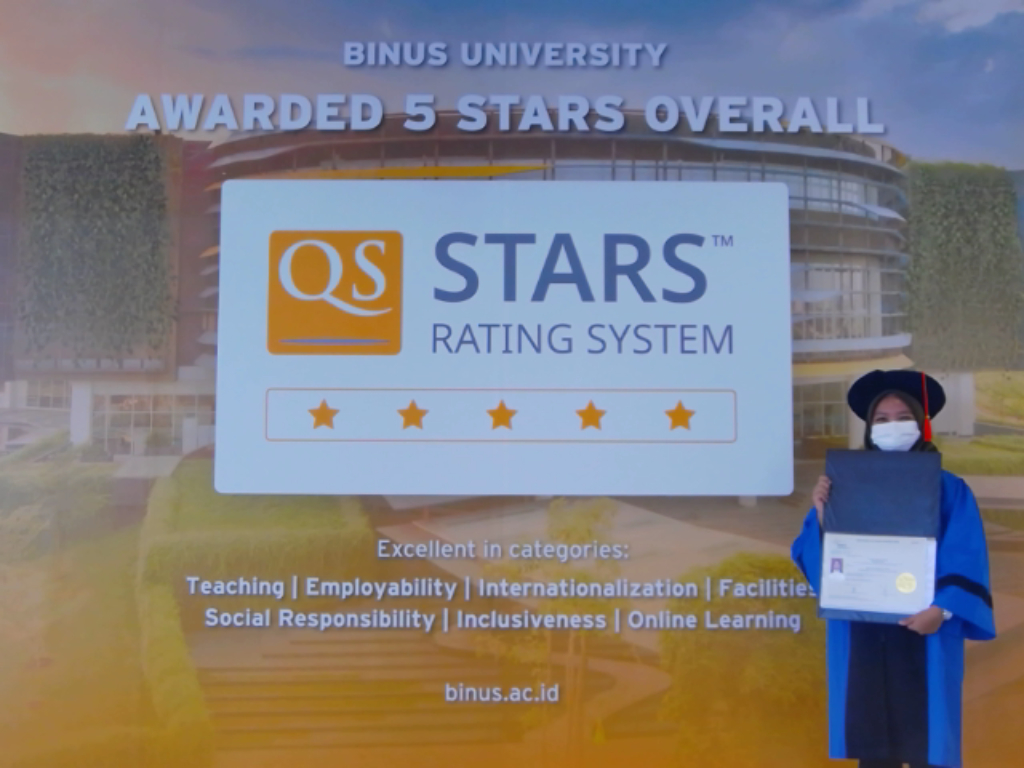 BINUS UNIVERSITY
AWARDED 5 STARS OVERALL
QS
STARS™
RATING SYSTEM
Excellent in categories:
Teaching | Employability | Internationalization | Facilities
Social Responsibility | Inclusiveness | Online Learning
binus.ac.id